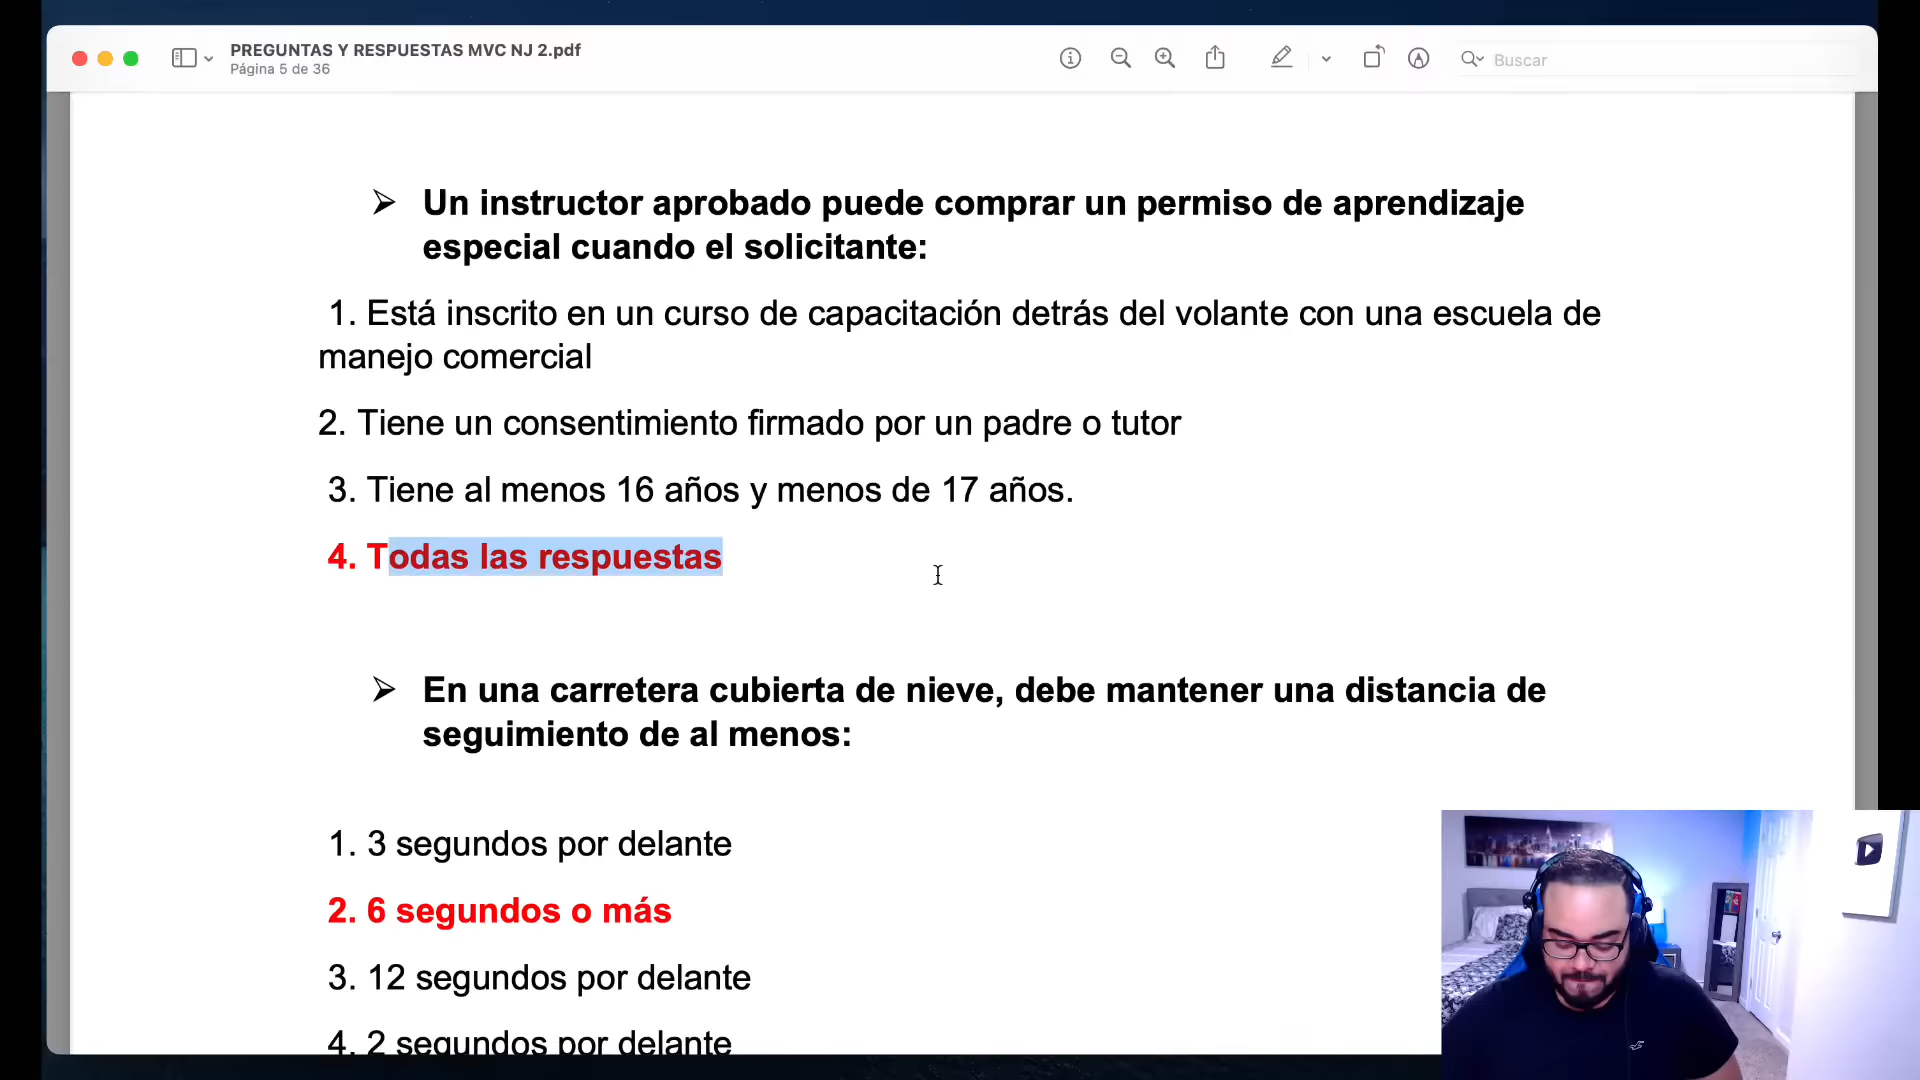 PREGUNTAS Y RESPUESTAS MVC NJ 2.pdf
Página 5 de 36
Buscar
➢ Un instructor aprobado puede comprar un permiso de aprendizaje
especial cuando el solicitante:
1. Está inscrito en un curso de capacitación detrás del volante con una escuela de
manejo comercial
2. Tiene un consentimiento firmado por un padre o tutor
3. Tiene al menos 16 años y menos de 17 años.
4. Todas las respuestas
➢ En una carretera cubierta de nieve, debe mantener una distancia de
seguimiento de al menos:
1. 3 segundos por delante
2. 6 segundos o más
3. 12 segundos por delante
4. 2 segundos por delante